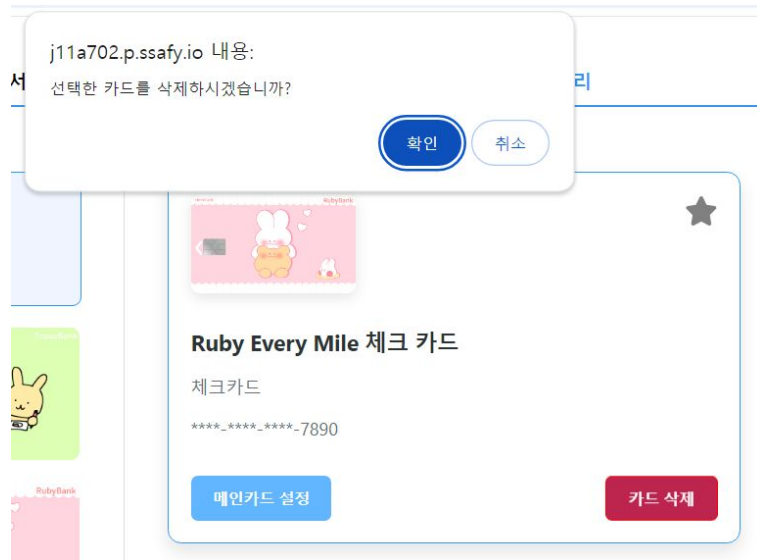 j11a702.p.ssafy.io 내용:
선택한 카드를 삭제하시겠습니까?
확인
취소
서
리
RubyBank
Ruby Every Mile 체크 카드
체크카드
****-****-****-7890
메인카드 설정
카드 삭제
RubyBank